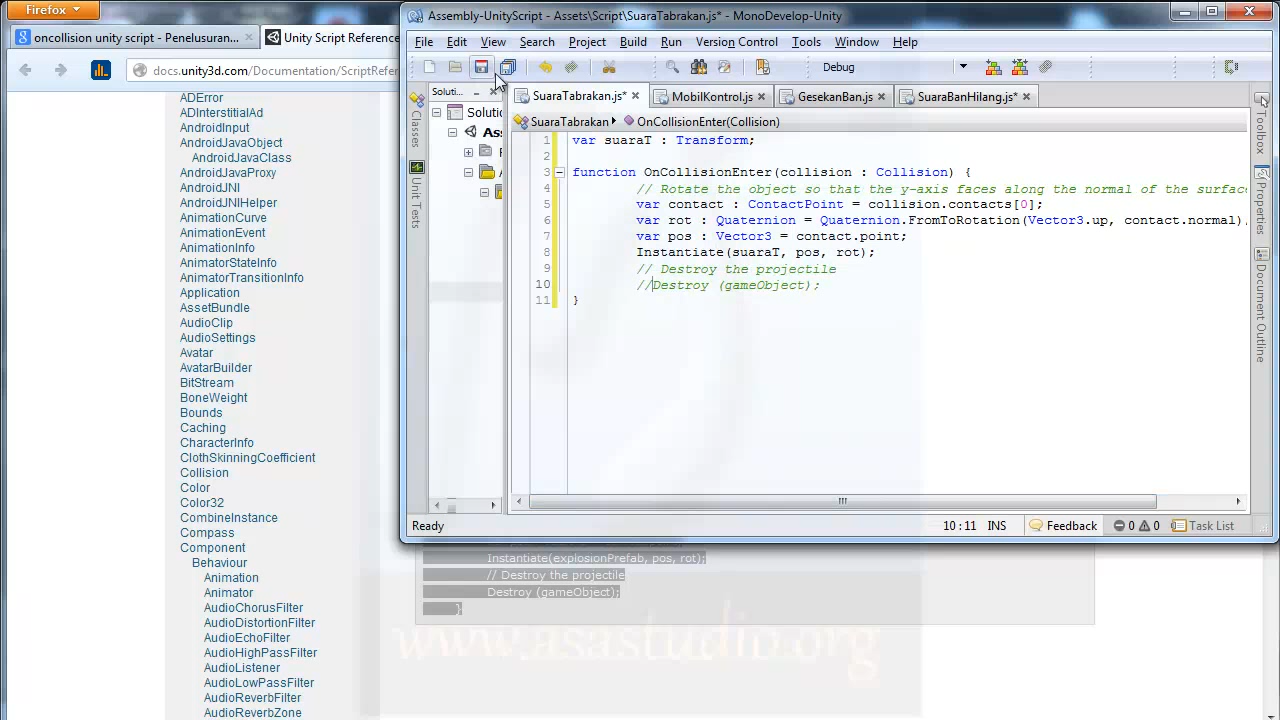 Firefox
Assembly-UnityScript - Assets\Script\SuaraTabrakan.js* - MonoDevelop-Unity
oncollision unity script - Penelusuran...
Unity Script Reference
docs.unity3d.com/Documentation/ScriptRefer
File Edit View Search Project Build Run Version Control Tools Window Help
Debug
Classes
Unit Tests
Soluti...
Solutio
Ass
SuaraTabrakan.js*
MobilKontrol.js
GesekanBan.js
SuaraBanHilang.js*
SuaraTabrakan
OnCollisionEnter(Collision)
1 var suaraT : Transform;
2
3 function OnCollisionEnter(collision : Collision) {
4 // Rotate the object so that the y-axis faces along the normal of the surface
5 var contact : ContactPoint = collision.contacts[0];
6 var rot : Quaternion = Quaternion.FromToRotation(Vector3.up, contact.normal)
7 var pos : Vector3 = contact.point;
8 Instantiate(suaraT, pos, rot);
9 // Destroy the projectile
10 //Destroy (gameObject);
11 }
Toolbox
Properties
Document Outline
Ready
10 : 11
INS
Feedback
0 0
Task List
ADError
ADInterstitialAd
AndroidInput
AndroidJavaObject
AndroidJavaClass
AndroidJavaProxy
AndroidJNI
AndroidJNIHelper
AnimationCurve
AnimationEvent
AnimationInfo
AnimatorStateInfo
AnimatorTransitionInfo
Application
AssetBundle
AudioClip
AudioSettings
Avatar
AvatarBuilder
BitStream
BoneWeight
Bounds
Caching
CharacterInfo
ClothSkinningCoefficient
Collision
Color
Color32
CombineInstance
Compass
Component
Behaviour
Animation
Animator
AudioChorusFilter
AudioDistortionFilter
AudioEchoFilter
AudioHighPassFilter
AudioListener
AudioLowPassFilter
AudioReverbFilter
AudioReverbZone
Instantiate(explosionPrefab, pos, rot);
// Destroy the projectile
Destroy (gameObject);
}
www.asastudio.org